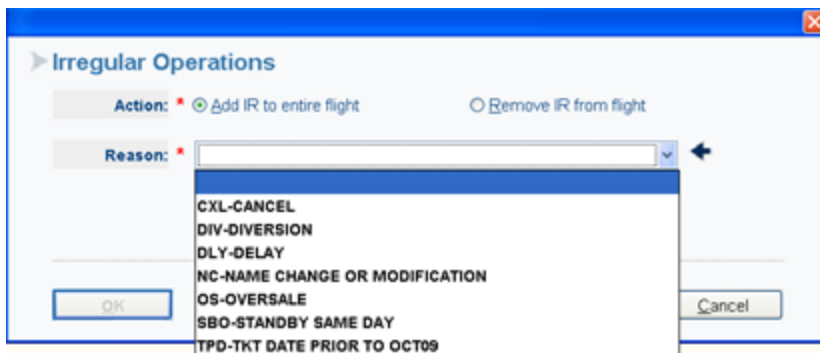 Irregular Operations
Action: * Add IR to entire flight Remove IR from flight
Reason: *
CXL-CANCEL
DIV-DIVERSION
DLY-DELAY
NC-NAME CHANGE OR MODIFICATION
OS-OVERSALE
SBO-STANDBY SAME DAY
TPD-TKT DATE PRIOR TO OCT09
OK Cancel